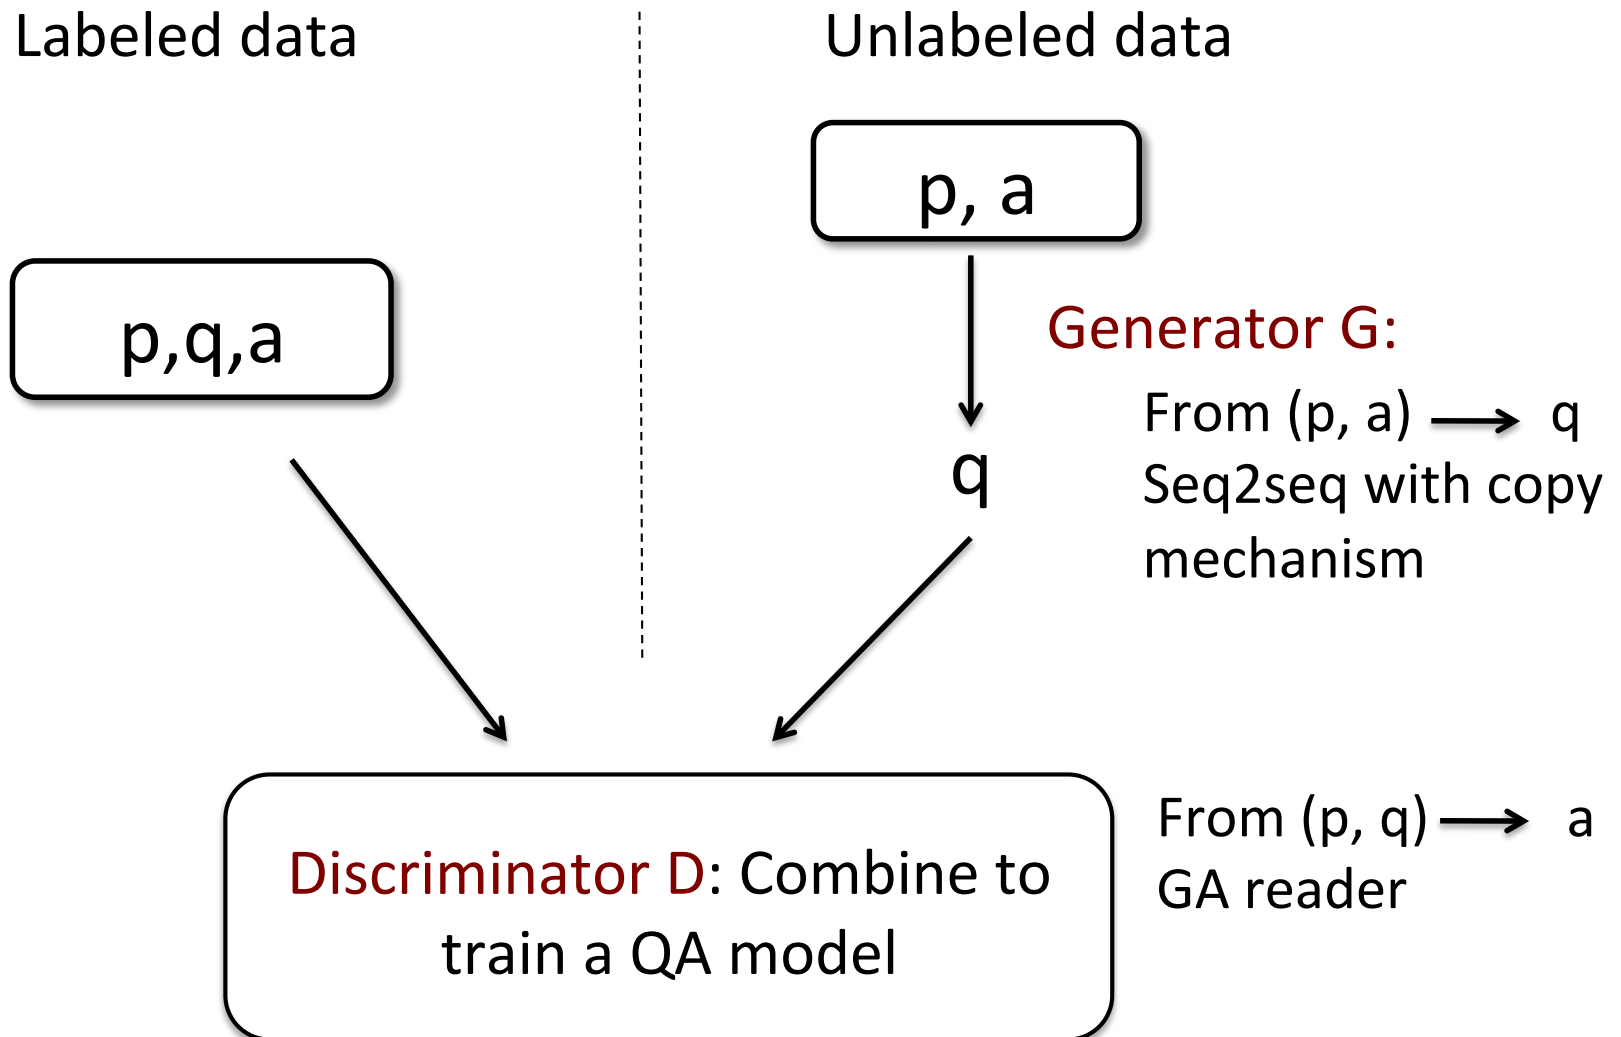 Labeled data
Unlabeled data
p, a
p,q,a
Generator G:
From (p, a) q
q
Seq2seq with copy
mechanism
Discriminator D: Combine to
train a QA model
From (p, q) a
GA reader